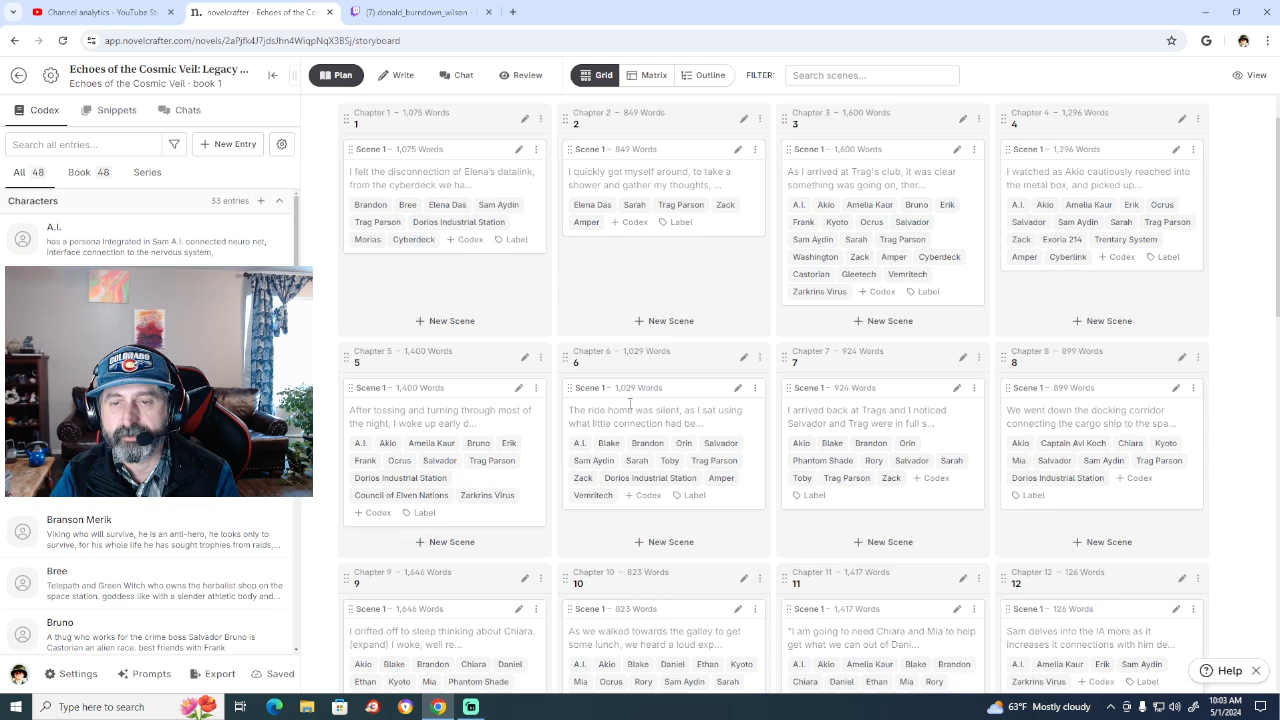 YouTube Studio
novelcrafter - Echoes of the Cos
(7) donald_burndown_wilson
app.novelcrafter.com/novels/2aPjfk4J7jdsJhn4WiqpNqX3BSj/storyboard
Echoes of the Cosmic Veil: Legacy ...
Echoes of the Cosmic Veil - book 1
Plan
Write
Chat
Review
Grid
Matrix
Outline
FILTER:
Search scenes...
View
Codex
Snippets
Chats
Search all entries...
+ New Entry
All 48
Book 48
Series
Characters
33 entries
A.I.
has a persona Integrated in Sam A.I. connected neuro net,
interface connection to the nervous system,
COLORADO
Branson Merik
Viking who will survive, he is an anti-hero, he looks only to
survive, for his whole life he has sought trophies from raids,...
Bree
Telepath and Green Witch who owns the herbalist shop on the
space station. goddess like with a slender athletic body and...
Bruno
A thug who works for the crime boss Salvador Bruno is
Castorian an alien race. best friends with Frank
Settings
Prompts
Export
Saved
Chapter 1 – 1,075 Words
1
Scene 1 – 1,075 Words
I felt the disconnection of Elena's datalink,
from the cyberdeck we ha...
Brandon Bree Elena Das Sam Aydin
Trag Parson Dorios Industrial Station
Morias Cyberdeck + Codex Label
+ New Scene
Chapter 2 – 849 Words
2
Scene 1 – 849 Words
I quickly got myself around, to take a
shower and gather my thoughts, ...
Elena Das Sarah Trag Parson Zack
Amper + Codex Label
+ New Scene
Chapter 3 – 1,600 Words
3
Scene 1 – 1,600 Words
As I arrived at Trag's club, it was clear
something was going on, ther...
A.I. Akio Amelia Kaur Bruno Erik
Frank Kyoto Ocrus Salvador
Sam Aydin Sarah Trag Parson
Washington Zack Amper Cyberdeck
Castorian Gleetech Vemritech
Zarkrins Virus + Codex Label
+ New Scene
Chapter 4 – 1,296 Words
4
Scene 1 – 1,296 Words
I watched as Akio cautiously reached into
the metal box, and picked up...
A.I. Akio Amelia Kaur Erik Ocrus
Salvador Sam Aydin Sarah Trag Parson
Zack Exoria 214 Trentary System
Amper Cyberlink + Codex Label
+ New Scene
Chapter 5 – 1,400 Words
5
Scene 1 – 1,400 Words
After tossing and turning through most of
the night, I woke up early d...
A.I. Akio Amelia Kaur Bruno Erik
Frank Ocrus Salvador Trag Parson
Dorios Industrial Station
Council of Elven Nations Zarkrins Virus
+ Codex Label
+ New Scene
Chapter 6 – 1,029 Words
6
Scene 1 – 1,029 Words
The ride home was silent, as I sat using
what little connection had be...
A.I. Blake Brandon Orin Salvador
Sam Aydin Sarah Toby Trag Parson
Zack Dorios Industrial Station Amper
Vemritech + Codex Label
+ New Scene
Chapter 7 – 924 Words
7
Scene 1 – 924 Words
I arrived back at Trags and I noticed
Salvador and Trag were in full s...
Akio Blake Brandon Orin
Phantom Shade Rory Salvador Sarah
Toby Trag Parson Zack + Codex
Label
+ New Scene
Chapter 8 – 899 Words
8
Scene 1 – 899 Words
We went down the docking corridor
connecting the cargo ship to the spa...
Akio Captain Avi Koch Chiara Kyoto
Mia Salvador Sam Aydin Trag Parson
Dorios Industrial Station + Codex
Label
+ New Scene
Chapter 9 – 1,646 Words
9
Scene 1 – 1,646 Words
I drifted off to sleep thinking about Chiara.
(expand) I woke, well re...
Akio Blake Brandon Chiara Daniel
Ethan Kyoto Mia Phantom Shade
Chapter 10 – 823 Words
10
Scene 1 – 823 Words
As we walked towards the galley to get
some lunch, we heard a loud exp...
A.I. Akio Blake Daniel Ethan Kyoto
Mia Ocrus Rory Sam Aydin Sarah
Chapter 11 – 1,417 Words
11
Scene 1 – 1,417 Words
"I am going to need Chiara and Mia to help
get what we can out of Dani...
A.I. Akio Amelia Kaur Blake Brandon
Chiara Daniel Ethan Mia Rory
Chapter 12 – 126 Words
12
Scene 1 – 126 Words
Sam delves into the IA more as it
increases it connections with him de...
A.I. Amelia Kaur Erik Sam Aydin
Zarkrins Virus + Codex Label
Help
Type here to search
63°F Mostly cloudy
10:03 AM
5/1/2024